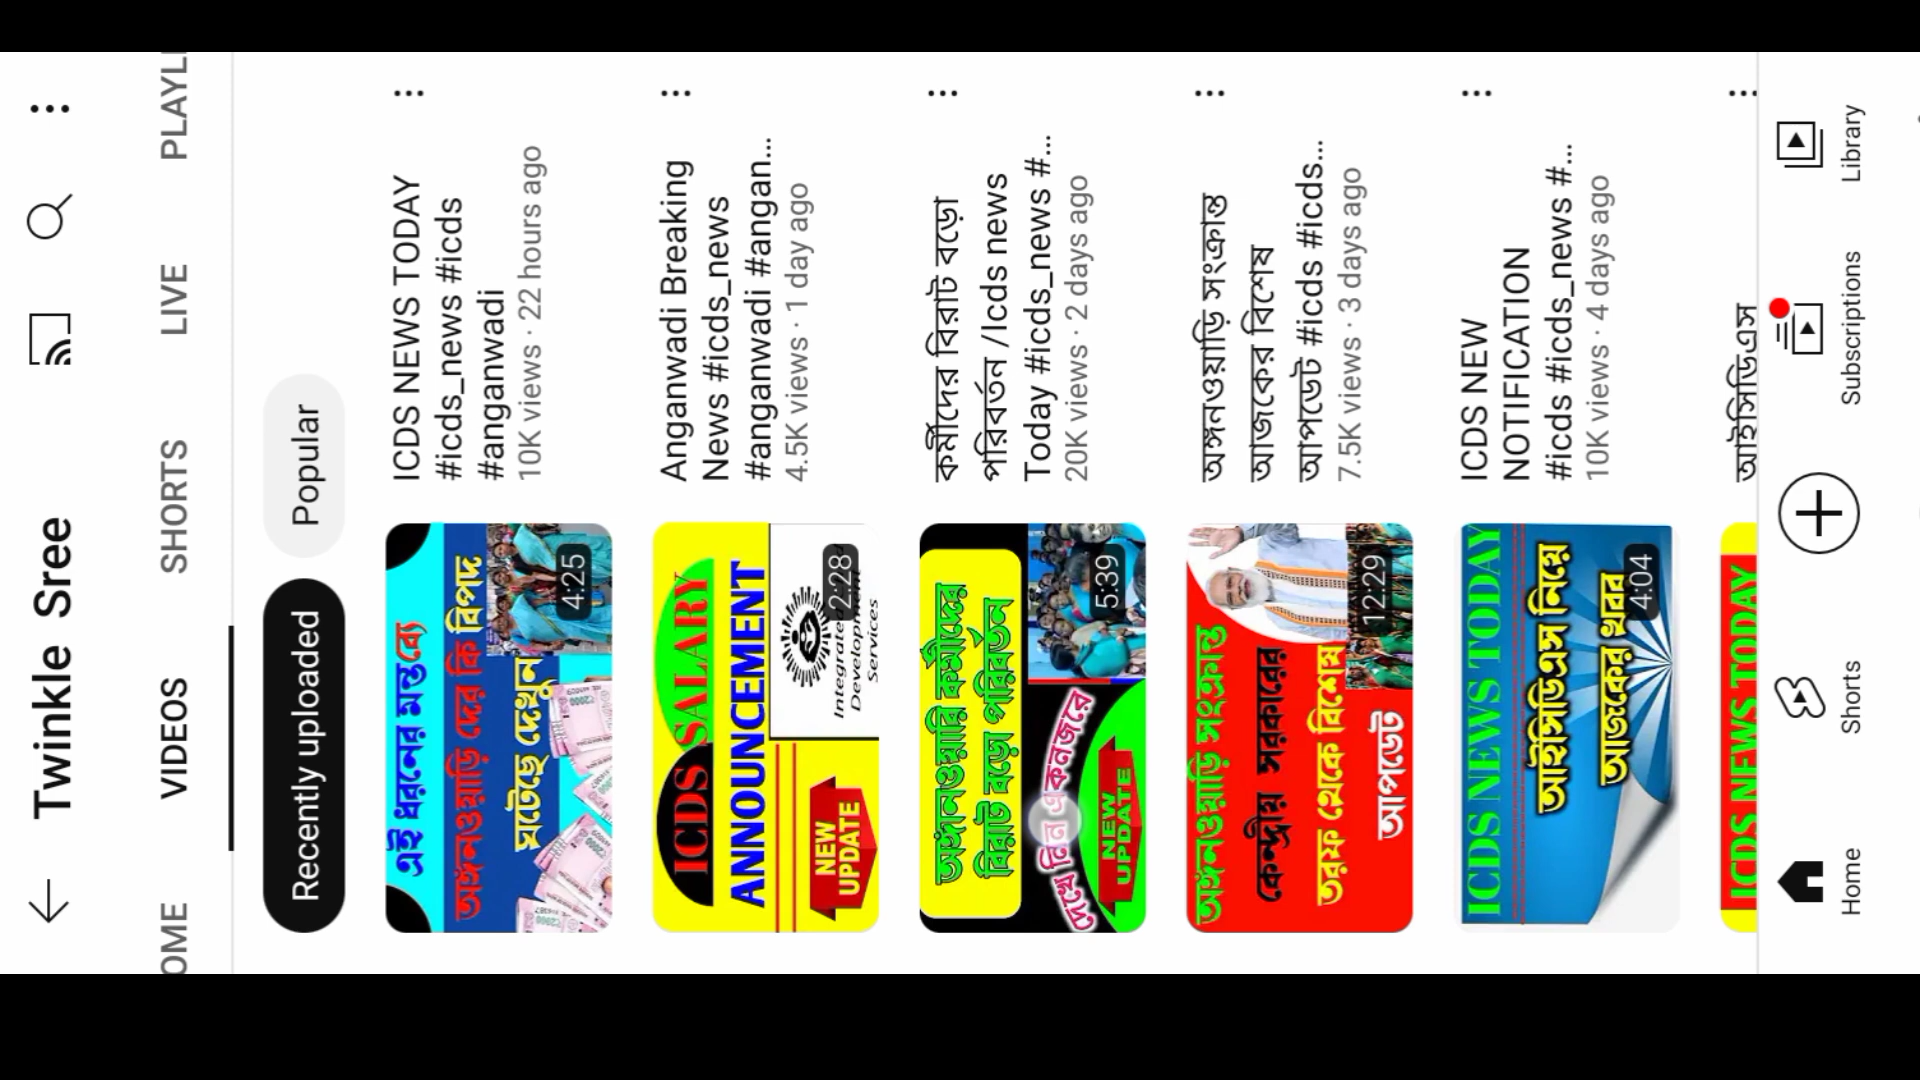 Twinkle Sree
OME
VIDEOS
SHORTS
LIVE
PLAYL
Recently uploaded
Popular
এই ধরনের মন্তব্যে
অঙ্গনওয়াড়ি দের কি বিপদ
ঘটেছে দেখুন
4:25
ICDS NEWS TODAY
#icds_news #icds
#anganwadi
10K views · 22 hours ago
ICDS SALARY
ANNOUNCEMENT
NEW
UPDATE
Integrated
Development
Services
2:28
Anganwadi Breaking
News #icds_news
#anganwadi #angan...
4.5K views · 1 day ago
অঙ্গনওয়ারি কর্মীদের
বিরাট বড়ো পরিবর্তন
দেখে নিন একনজরে
NEW
UPDATE
5:39
কর্মীদের বিরাট বড়ো
পরিবর্তন /Icds news
Today #icds_news #...
20K views · 2 days ago
অঙ্গনওয়াড়ি সংক্রান্ত
কেন্দ্রীয় সরকারের
তরফ থেকে বিশেষ
আপডেট
12:29
অঙ্গনওয়াড়ি সংক্রান্ত
আজকের বিশেষ
আপডেট #icds #icds...
7.5K views · 3 days ago
ICDS NEWS TODAY
আইসিডিএস নিয়ে
আজকের খবর
4:04
ICDS NEW
NOTIFICATION
#icds #icds_news #...
10K views · 4 days ago
ICDS NEWS TODAY
আইসিডিএস
Home
Shorts
Subscriptions
Library